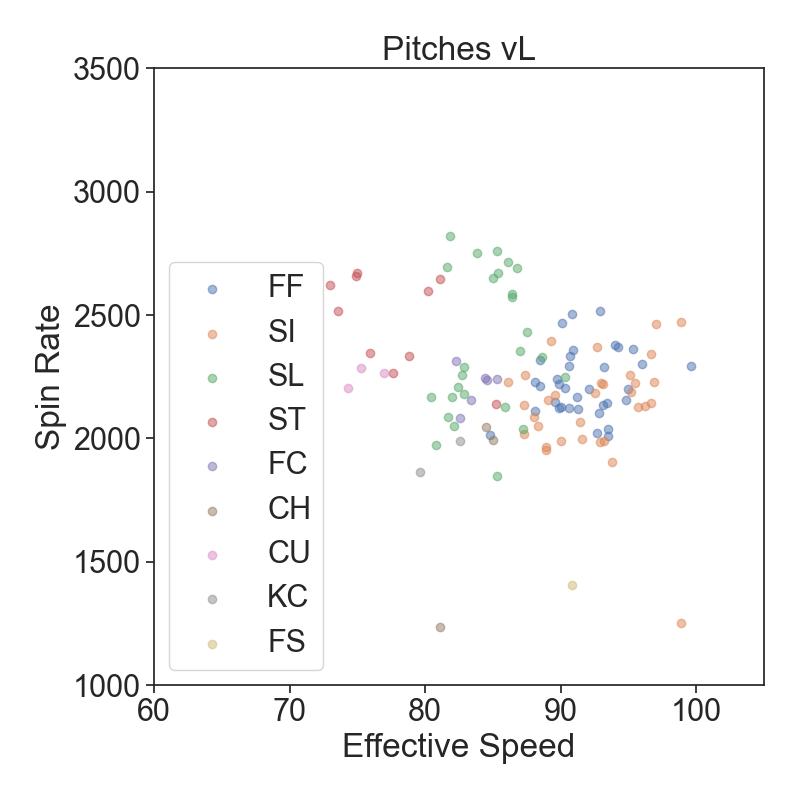 Pitches vL
3500
3000
2500
2000
1500
1000
Spin Rate
FF
SI
SL
ST
FC
CH
CU
KC
FS
60 70 80 90 100
Effective Speed